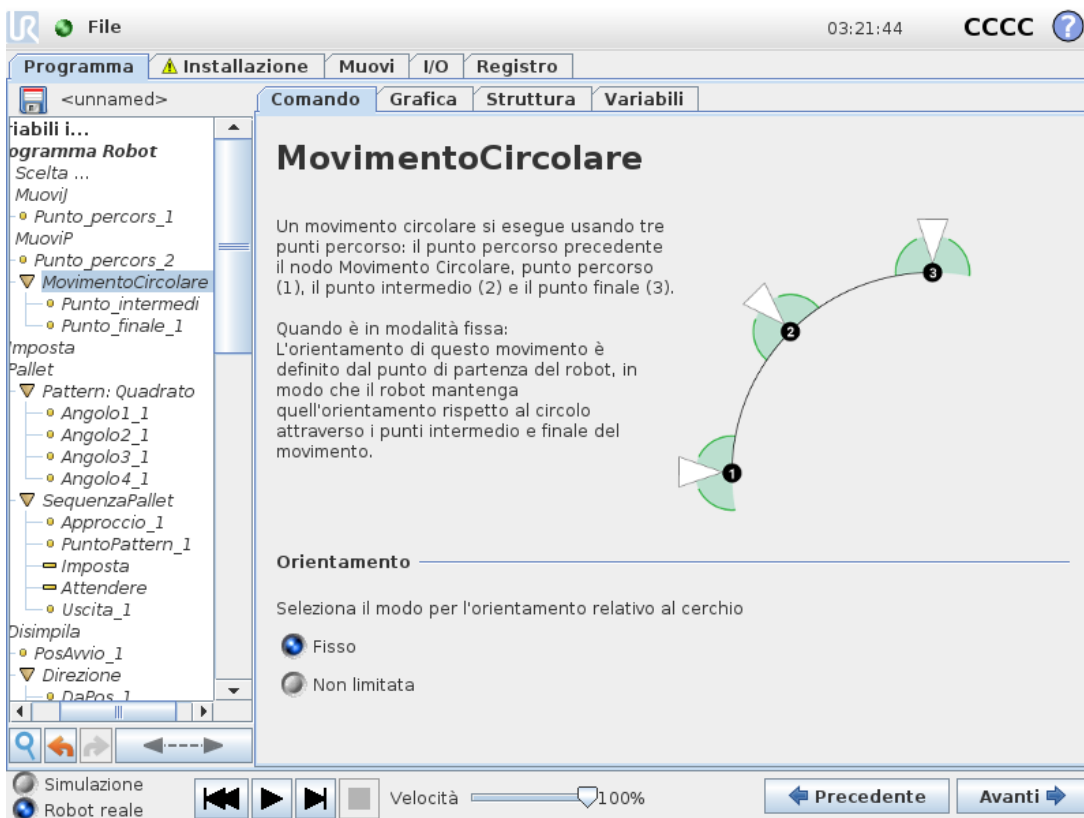 UR File 03:21:44 CCCC ?
Programma Installazione Muovi I/O Registro
<unnamed> Comando Grafica Struttura Variabili
riabili i...
ogramma Robot
Scelta ...
MuoviJ
Punto_percors_1
MuoviP
Punto_percors_2
MovimentoCircolare
Punto_intermedi
Punto_finale_1
Imposta
Pallet
Pattern: Quadrato
Angolo1_1
Angolo2_1
Angolo3_1
Angolo4_1
SequenzaPallet
Approccio_1
PuntoPattern_1
Imposta
Attendere
Uscita_1
Disimpila
PosAvvio_1
Direzione
DaPos_1
MovimentoCircolare
Un movimento circolare si esegue usando tre
punti percorso: il punto percorso precedente
il nodo Movimento Circolare, punto percorso
(1), il punto intermedio (2) e il punto finale (3).
Quando è in modalità fissa:
L'orientamento di questo movimento è
definito dal punto di partenza del robot, in
modo che il robot mantenga
quell'orientamento rispetto al circolo
attraverso i punti intermedio e finale del
movimento.
3
2
1
Orientamento
Seleziona il modo per l'orientamento relativo al cerchio
Fisso
Non limitata
Simulazione
Robot reale
Velocità 100%
Precedente Avanti